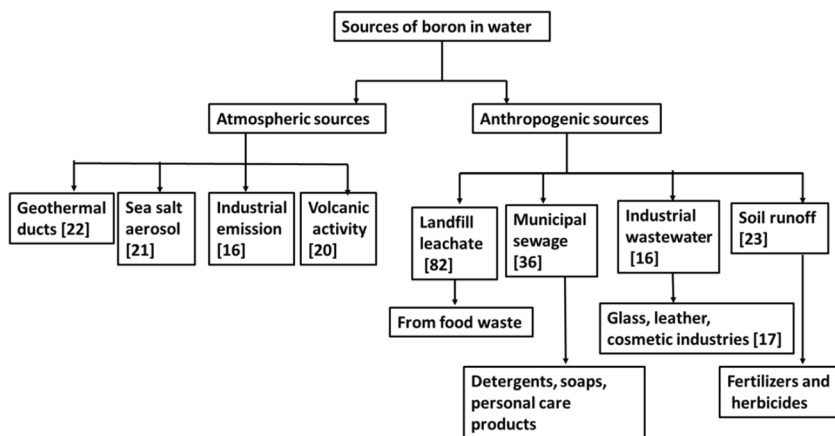 Sources of boron in water
Atmospheric sources
Anthropogenic sources
Geothermal
ducts [22]
Sea salt
aerosol
[21]
Industrial
emission
[16]
Volcanic
activity
[20]
Landfill
leachate
[82]
Municipal
sewage
[36]
Industrial
wastewater
[16]
Soil runoff
[23]
From food waste
Glass, leather,
cosmetic industries [17]
Detergents, soaps,
personal care
products
Fertilizers and
herbicides